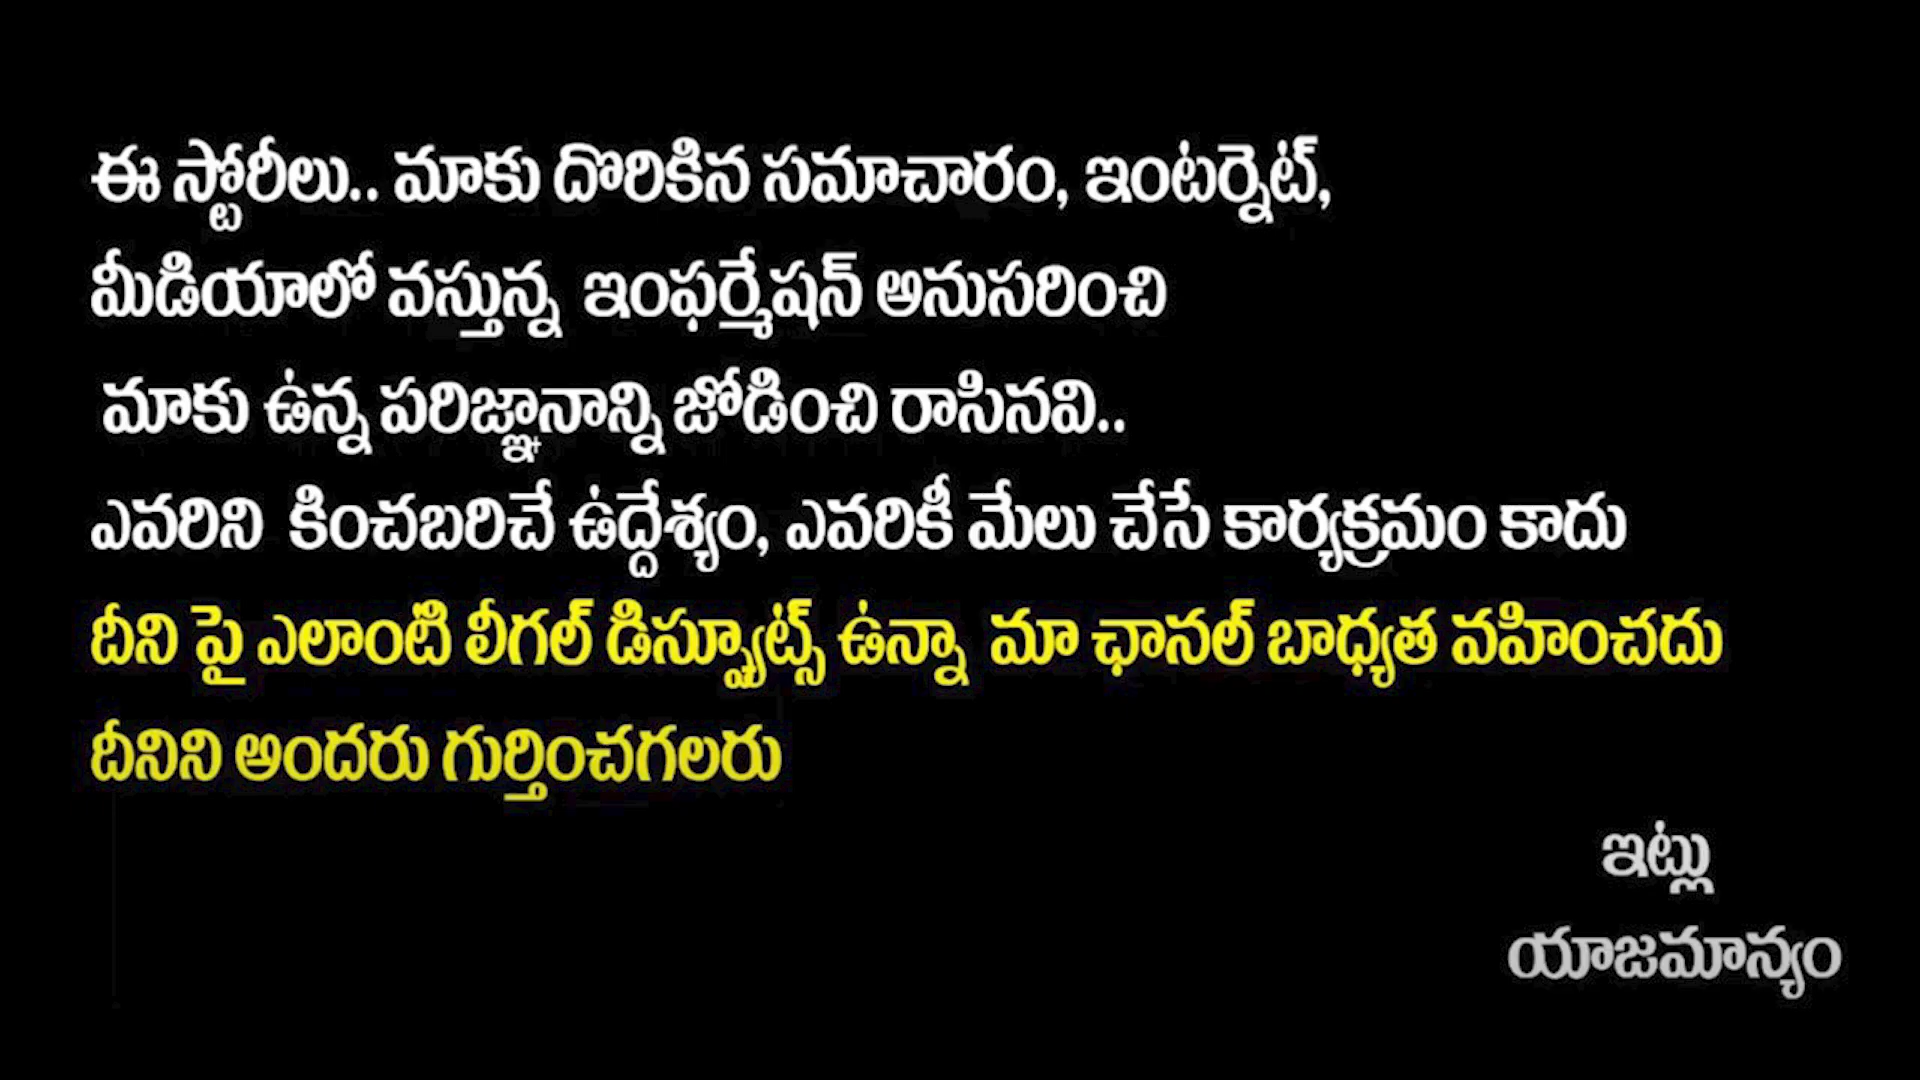 ఈ స్టోరీలు.. మాకు దొరికిన సమాచారం, ఇంటర్నెట్,
మీడియాలో వస్తున్న ఇంఫర్మేషన్ అనుసరించి
మాకు ఉన్న పరిజ్ఞానాన్ని జోడించి రాసినవి..
ఎవరిని కించబరిచే ఉద్దేశ్యం, ఎవరికీ మేలు చేసే కార్యక్రమం కాదు
దీని పై ఎలాంటి లీగల్ డిస్ప్యూట్స్ ఉన్నా మా ఛానల్ బాధ్యత వహించదు
దీనిని అందరు గుర్తించగలరు
ఇట్లు
యాజమాన్యం